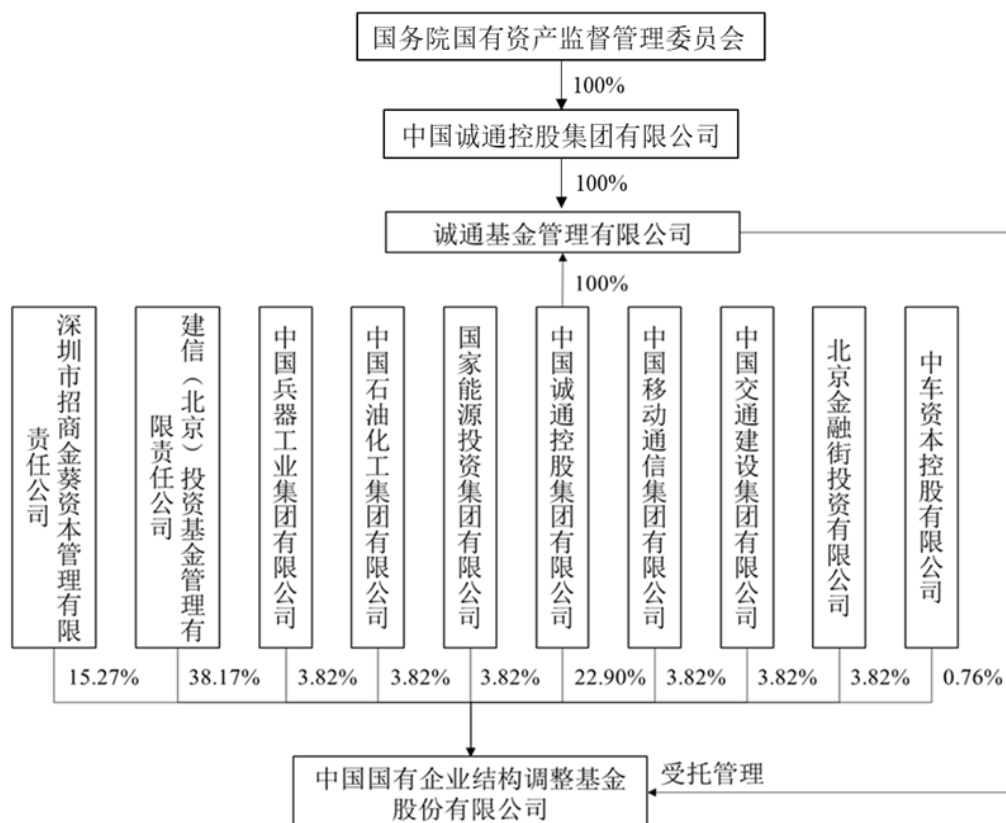 国务院国有资产监督管理委员会
100%
中国诚通控股集团有限公司
100%
诚通基金管理有限公司
100%
深圳市招商金葵资本管理有限
责任公司
建信（北京）投资基金管理有
限责任公司
中国兵器工业集团有限公司
中国石油化工集团有限公司
国家能源投资集团有限公司
中国诚通控股集团有限公司
中国移动通信集团有限公司
中国交通建设集团有限公司
北京金融街投资有限公司
中车资本控股有限公司
15.27%
38.17%
3.82%
3.82%
3.82%
22.90%
3.82%
3.82%
3.82%
0.76%
中国国有企业结构调整基金
股份有限公司
受托管理